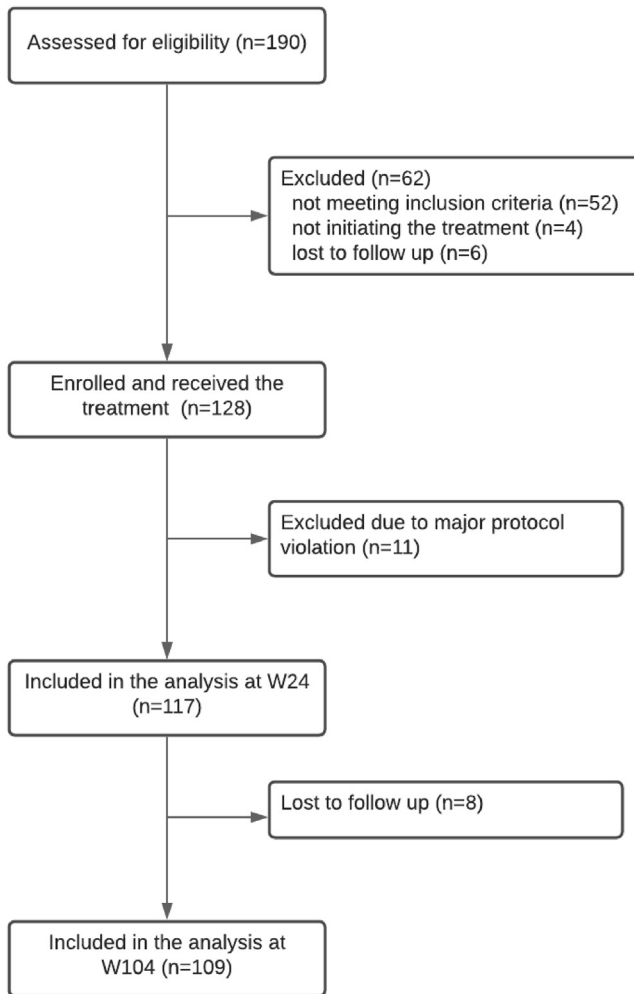 Assessed for eligibility (n=190)
Excluded (n=62)
not meeting inclusion criteria (n=52)
not initiating the treatment (n=4)
lost to follow up (n=6)
Enrolled and received the
treatment (n=128)
Excluded due to major protocol
violation (n=11)
Included in the analysis at W24
(n=117)
Lost to follow up (n=8)
Included in the analysis at
W104 (n=109)